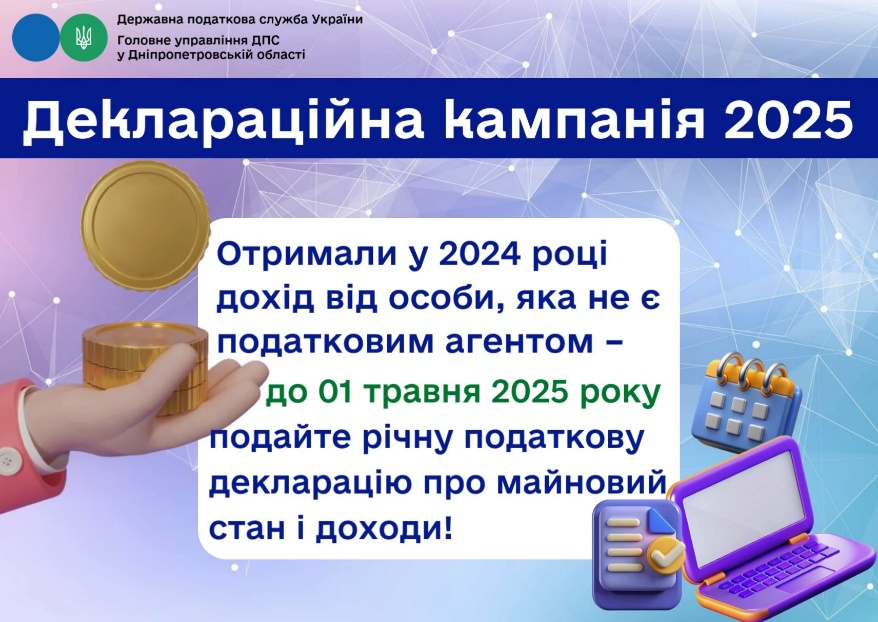 Державна податкова служба України
Головне управління ДПС
у Дніпропетровській області
Деклараційна кампанія 2025
Отримали у 2024 році
дохід від особи, яка не є
податковим агентом –
до 01 травня 2025 року
подайте річну податкову
декларацію про майновий
стан і доходи!